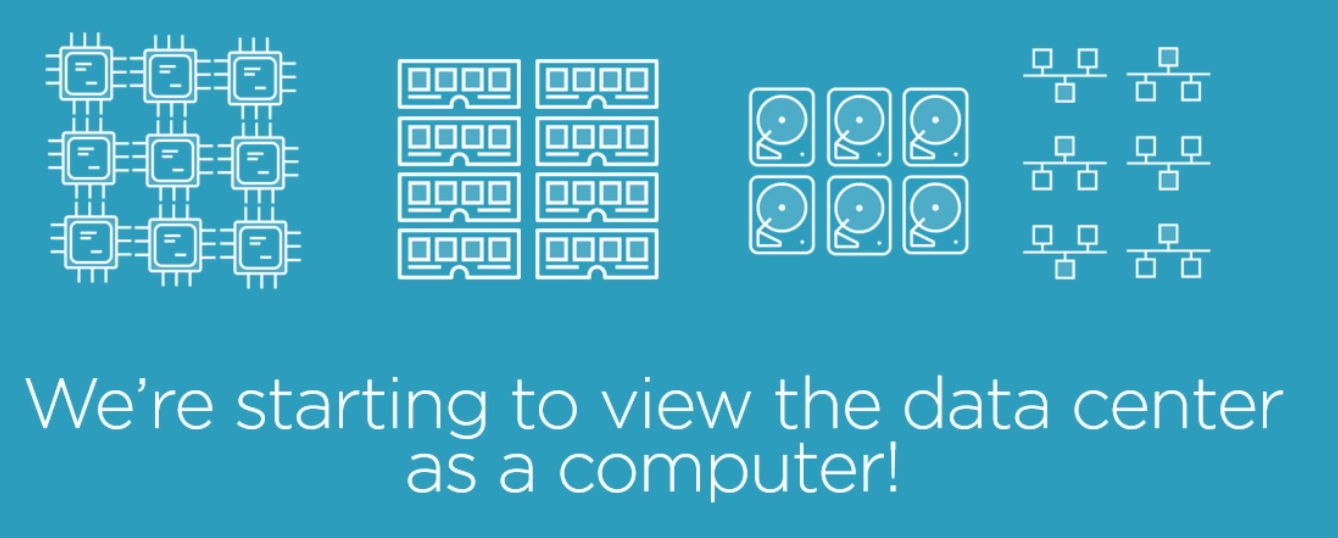 We're starting to view the data center
as a computer!